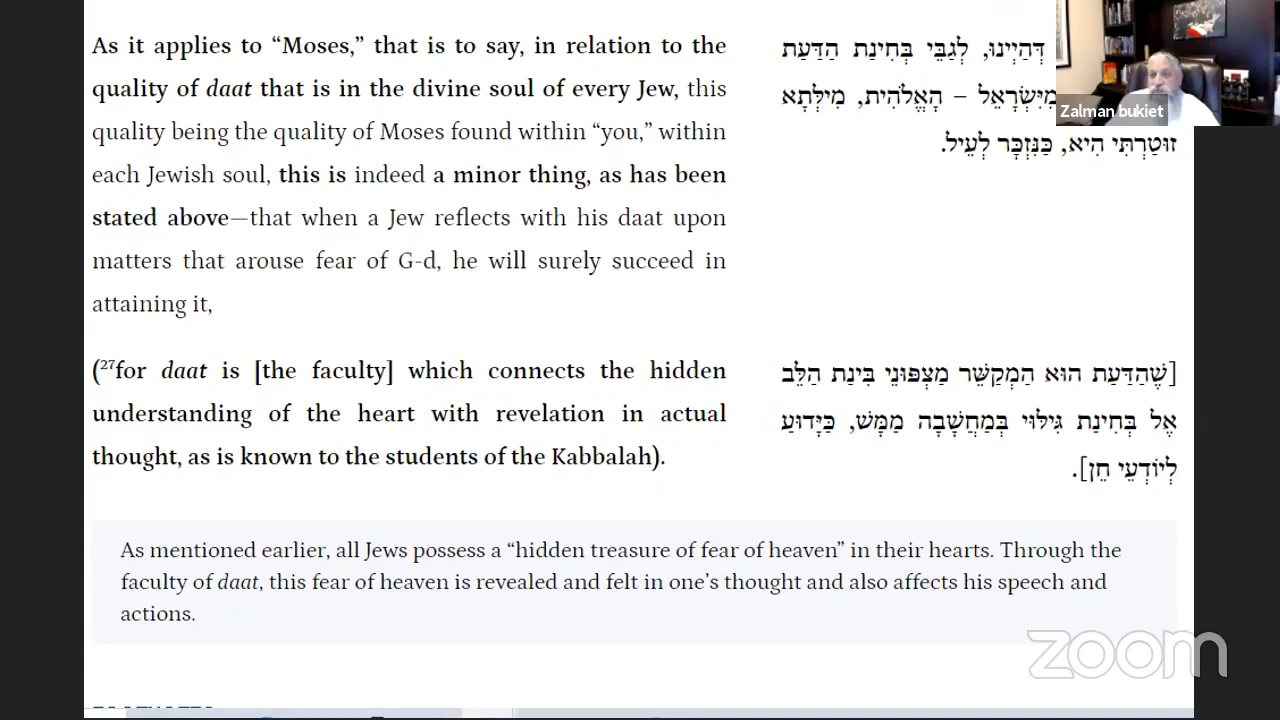 As it applies to “Moses,” that is to say, in relation to the
quality of daat that is in the divine soul of every Jew, this
quality being the quality of Moses found within “you,” within
each Jewish soul, this is indeed a minor thing, as has been
stated above—that when a Jew reflects with his daat upon
matters that arouse fear of G-d, he will surely succeed in
attaining it,
דְּהַיְינוּ, לְגַבֵּי בְּחִינַת הַדַּעַת
מִיִּשְׂרָאֵל – הָאֱלֹהִית, מִילְּתָא
זוּטַרְתִּי הִיא, כַּנִּזְכָּר לְעֵיל.
Zalman bukiet
(27for daat is [the faculty] which connects the hidden
understanding of the heart with revelation in actual
thought, as is known to the students of the Kabbalah).
[שֶׁהַדַּעַת הוּא הַמְקַשֵּׁר מַצְפּוּנֵי בִּינַת הַלֵּב
אֶל בְּחִינַת גִּילּוּי בְּמַחֲשָׁבָה מַמָּשׁ, כַּיָּדוּעַ
לְיוֹדְעֵי חֵן].
As mentioned earlier, all Jews possess a “hidden treasure of fear of heaven” in their hearts. Through the
faculty of daat, this fear of heaven is revealed and felt in one’s thought and also affects his speech and
actions.
zoom